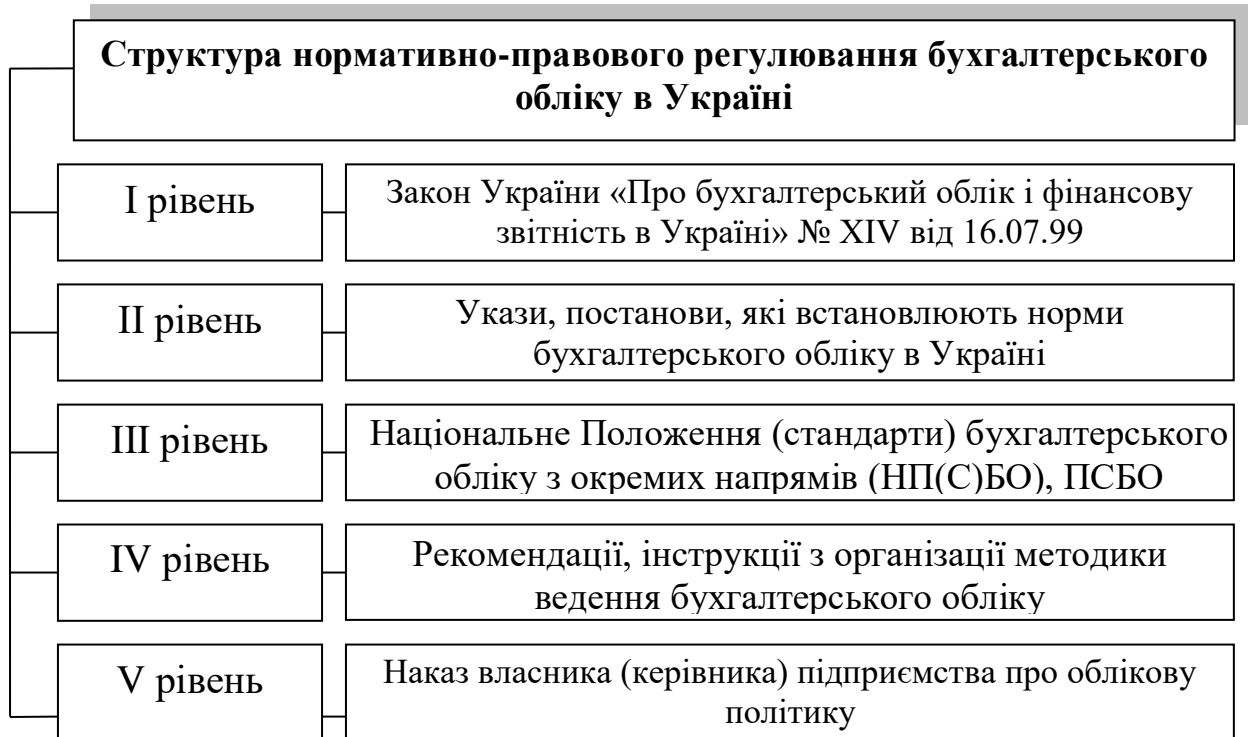 Структура нормативно-правового регулювання бухгалтерського
обліку в Україні
I рівень
Закон України «Про бухгалтерський облік і фінансову
звітність в Україні» № XIV від 16.07.99
II рівень
Укази, постанови, які встановлюють норми
бухгалтерського обліку в Україні
III рівень
Національне Положення (стандарти) бухгалтерського
обліку з окремих напрямів (НП(С)БО), ПСБО
IV рівень
Рекомендації, інструкції з організації методики
ведення бухгалтерського обліку
V рівень
Наказ власника (керівника) підприємства про облікову
політику